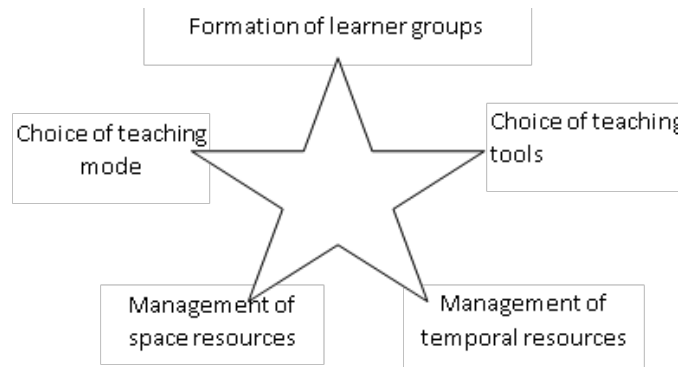 Formation of learner groups
Choice of teaching
mode
Choice of teaching
tools
Management of
space resources
Management of
temporal resources